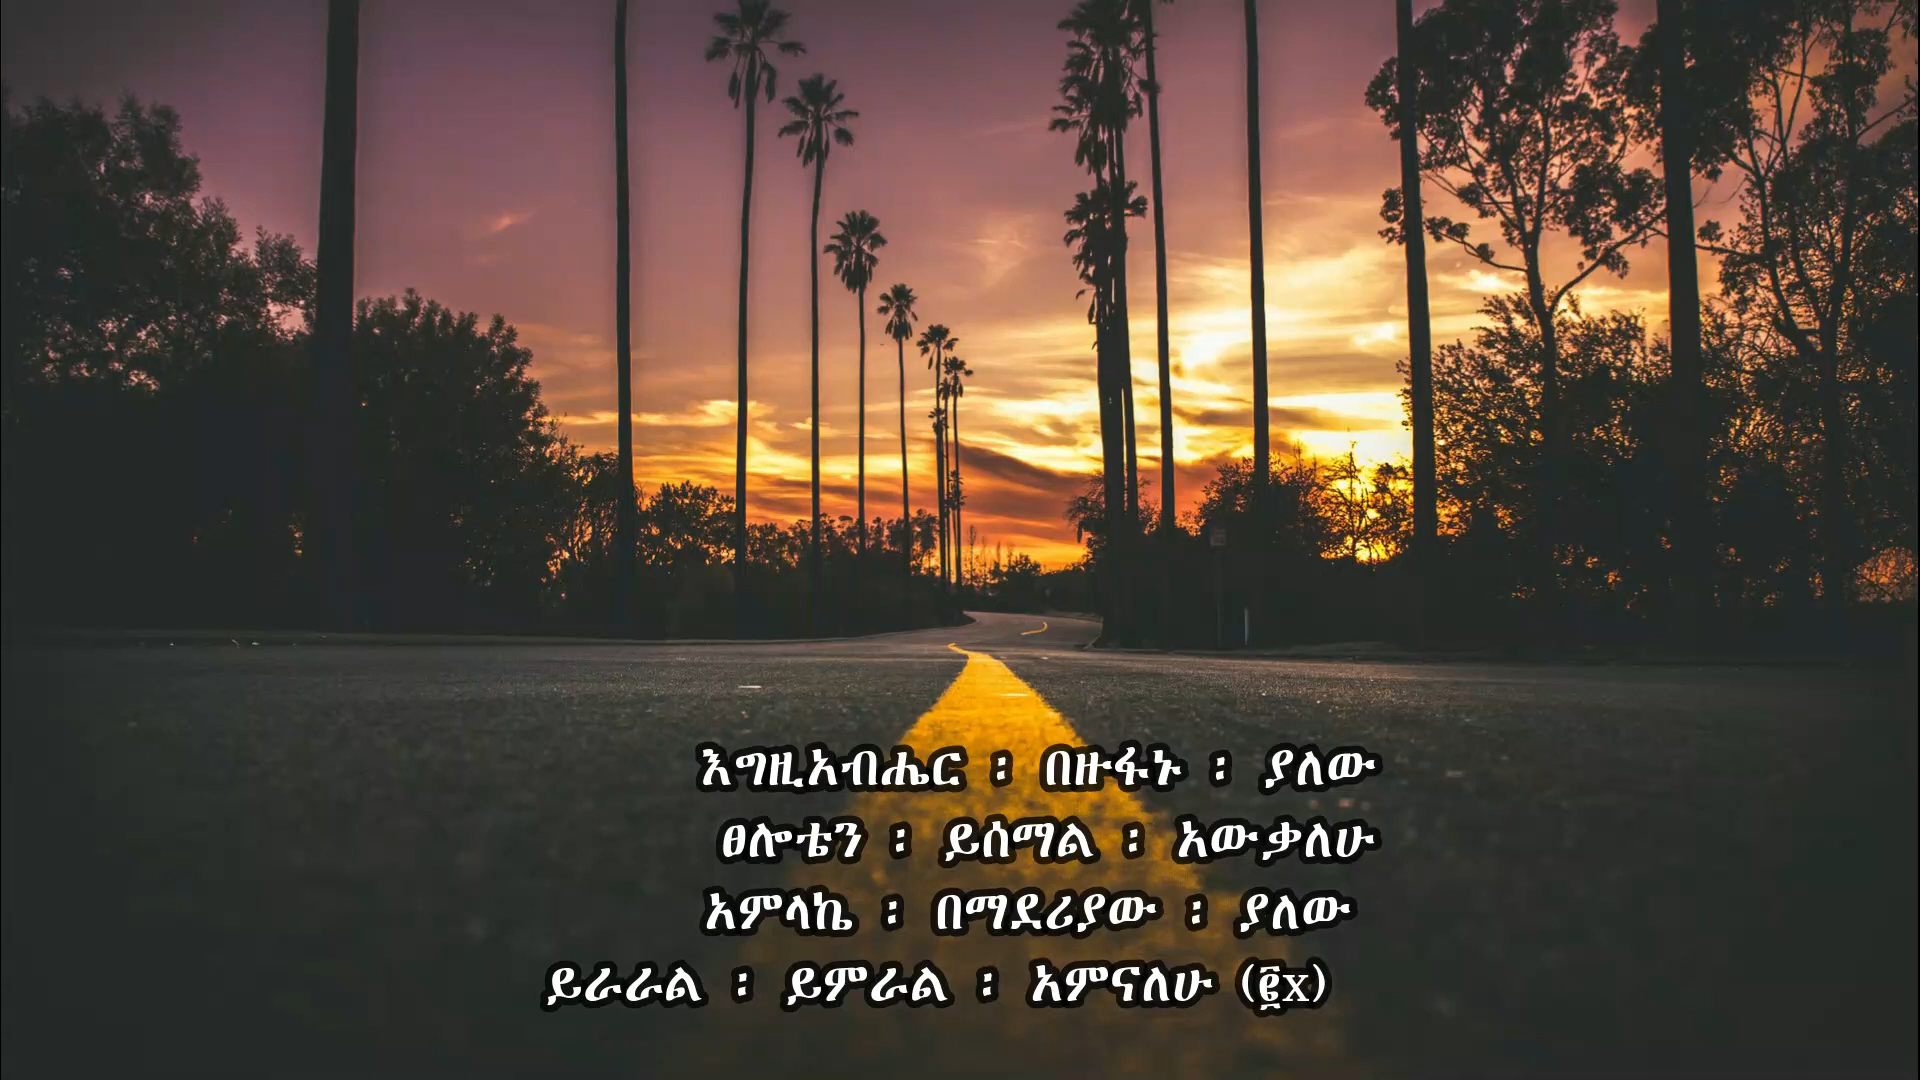 እግዚአብሔር ፡ በዙፋኑ ፡ ያለው
ፀሎቴን ፡ ይሰማል ፡ አውቃለሁ
አምላኬ ፡ በማደሪያው ፡ ያለው
ይራራል ፡ ይምራል ፡ አምናለሁ (፪x)